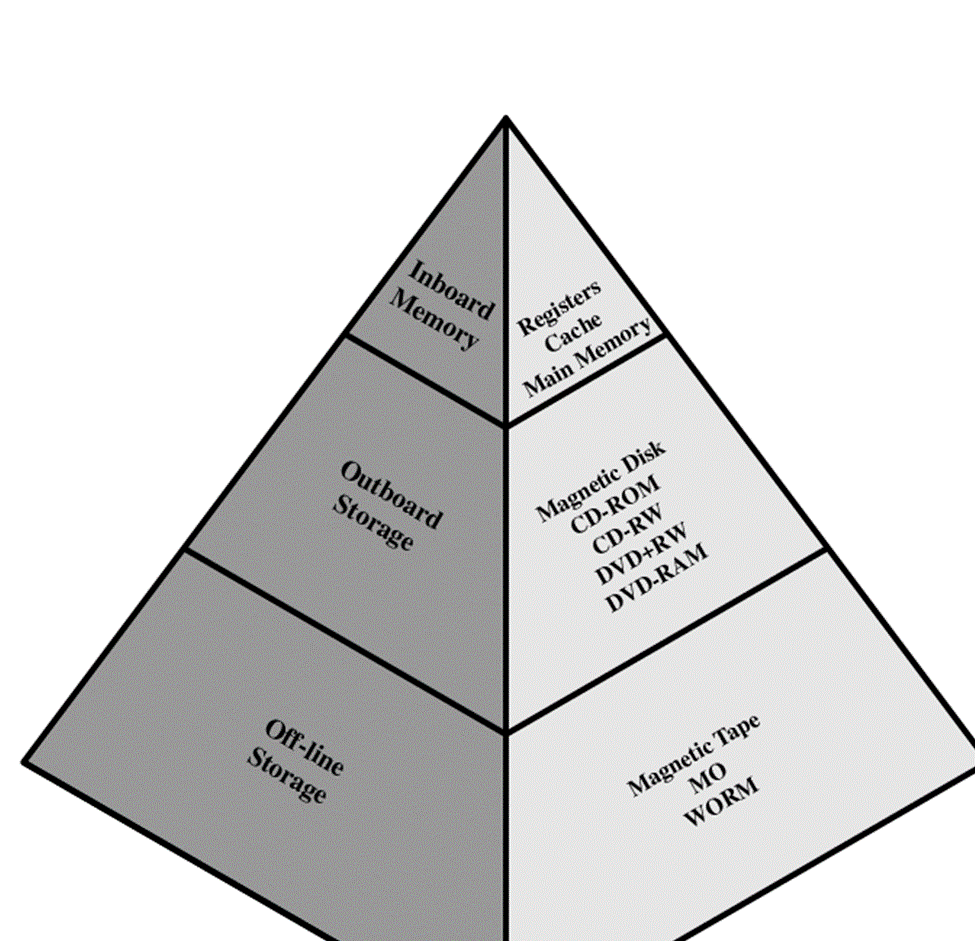 Inboard
Memory
Registers
Cache
Main Memory
Outboard
Storage
Magnetic Disk
CD-ROM
CD-RW
DVD+RW
DVD-RAM
Off-line
Storage
Magnetic Tape
MO
WORM